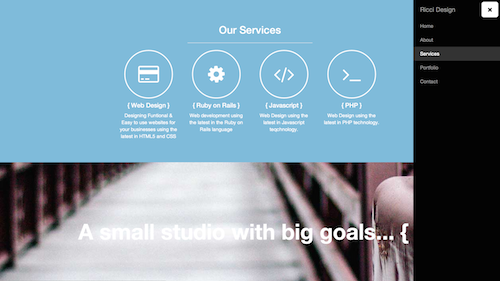 Our Services
{ Web Design }
Designing Funtional &
Easy to use websites for
your businesses using the
latest in HTML5 and CSS
{ Ruby on Rails }
Web development using
the latest in the Ruby on
Rails language
{ Javascript }
Web Design using the
latest in Javascript
teqchnology.
{ PHP }
Web Design using the
latest in PHP technology.
A small studio with big goals... {
Ricci Design
Home
About
Services
Portfolio
Contact